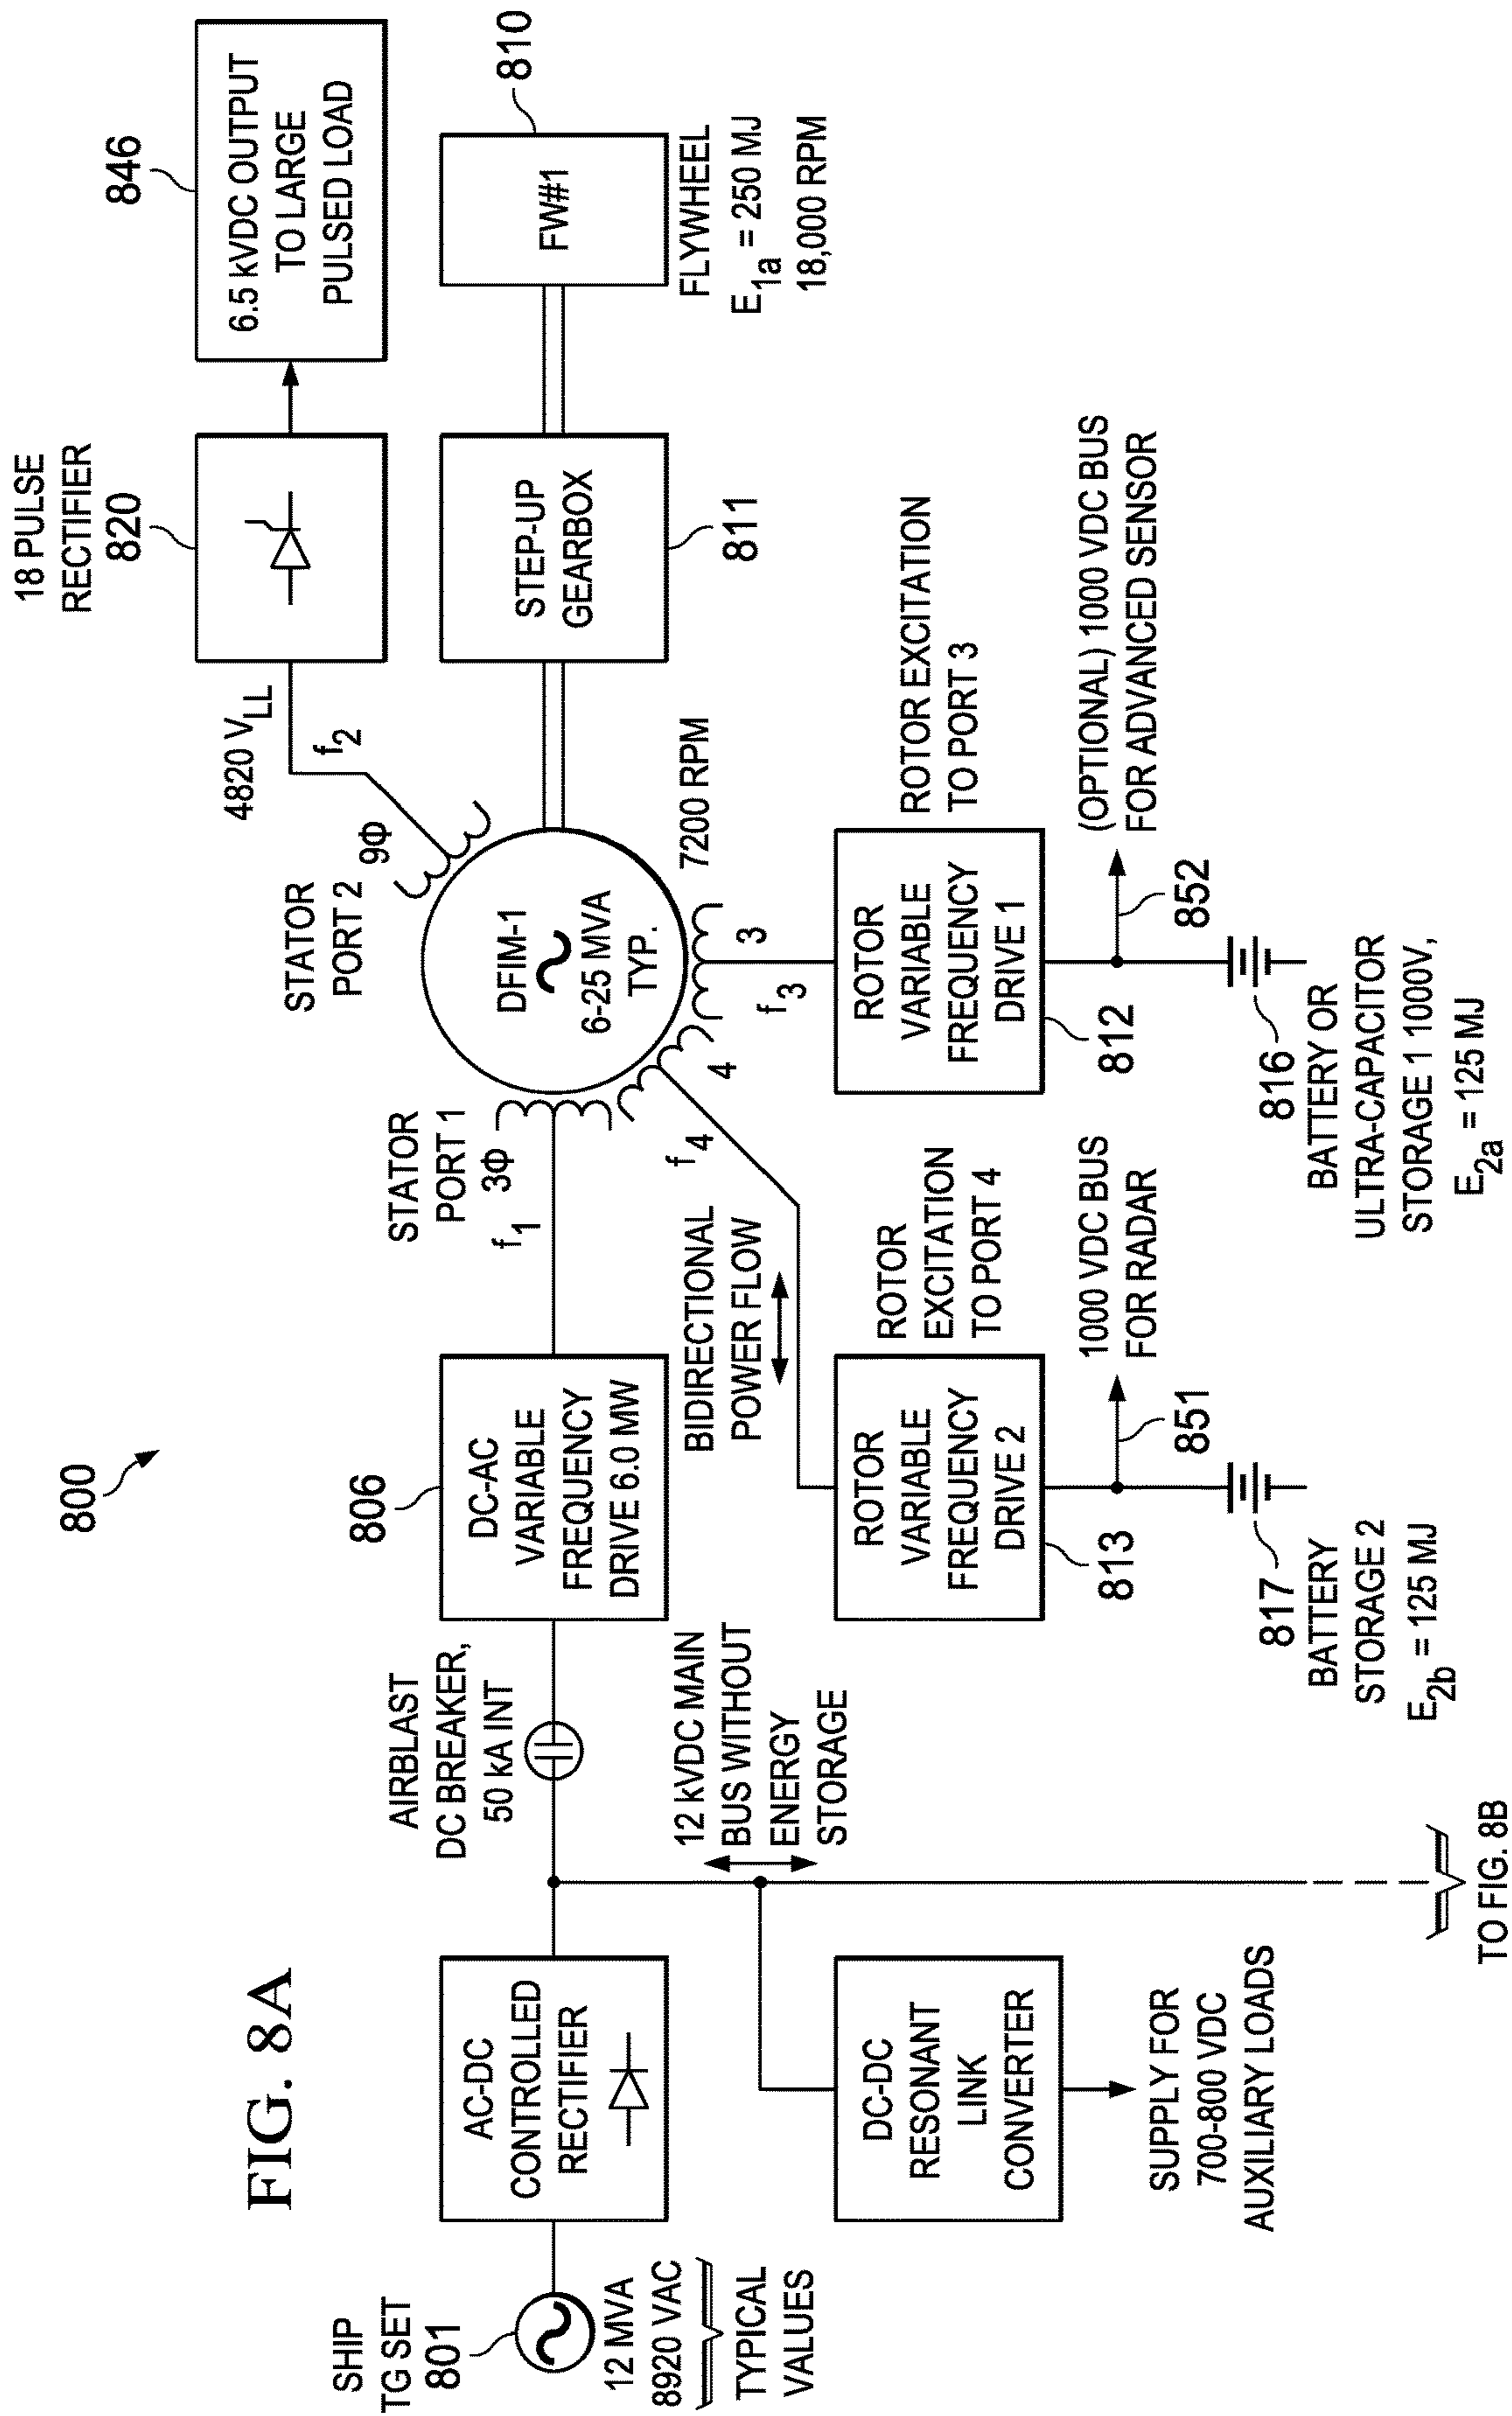 FIG. 8A
800
SHIP
TG SET
801
12 MVA
8920 VAC
TYPICAL
VALUES
AC-DC
CONTROLLED
RECTIFIER
DC-DC
RESONANT
LINK
CONVERTER
SUPPLY FOR
700-800 VDC
AUXILIARY LOADS
12 kVDC MAIN
BUS WITHOUT
ENERGY
STORAGE
TO FIG. 8B
AIRBLAST
DC BREAKER,
50 kA INT
806
DC-AC
VARIABLE
FREQUENCY
DRIVE 6.0 MW
STATOR
PORT 1
3Φ
f1
BIDIRECTIONAL
POWER FLOW
f4
4
ROTOR
EXCITATION
TO PORT 4
ROTOR
VARIABLE
FREQUENCY
DRIVE 2
813
1000 VDC BUS
FOR RADAR
851
817
BATTERY
STORAGE 2
E2b = 125 MJ
DFIM-1
6-25 MVA
TYP.
7200 RPM
STATOR
PORT 2
9Φ
f2
4820 VLL
f3
3
ROTOR EXCITATION
TO PORT 3
ROTOR
VARIABLE
FREQUENCY
DRIVE 1
812
(OPTIONAL) 1000 VDC BUS
FOR ADVANCED SENSOR
852
816
BATTERY OR
ULTRA-CAPACITOR
STORAGE 1 1000V,
E2a = 125 MJ
18 PULSE
RECTIFIER
820
846
6.5 kVDC OUTPUT
TO LARGE
PULSED LOAD
STEP-UP
GEARBOX
811
FW#1
810
FLYWHEEL
E1a = 250 MJ
18,000 RPM